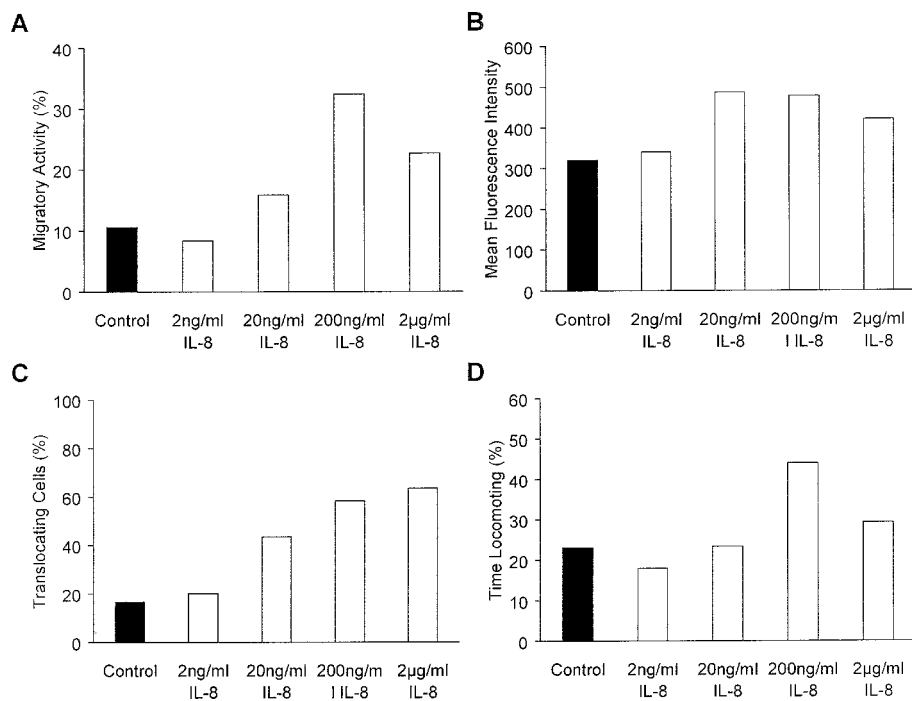 A
Migratory Activity (%)
40
30
20
10
0
Control 2ng/ml 20ng/ml 200ng/ml 2µg/ml
IL-8 IL-8 IL-8 IL-8
B
Mean Fluorescence Intensity
600
500
400
300
200
100
0
Control 2ng/ml 20ng/ml 200ng/m 2µg/ml
IL-8 IL-8 l IL-8 IL-8
C
Translocating Cells (%)
100
80
60
40
20
0
Control 2ng/ml 20ng/ml 200ng/m 2µg/ml
IL-8 IL-8 l IL-8 IL-8
D
Time Locomoting (%)
60
50
40
30
20
10
0
Control 2ng/ml 20ng/ml 200ng/ml 2µg/ml
IL-8 IL-8 IL-8 IL-8